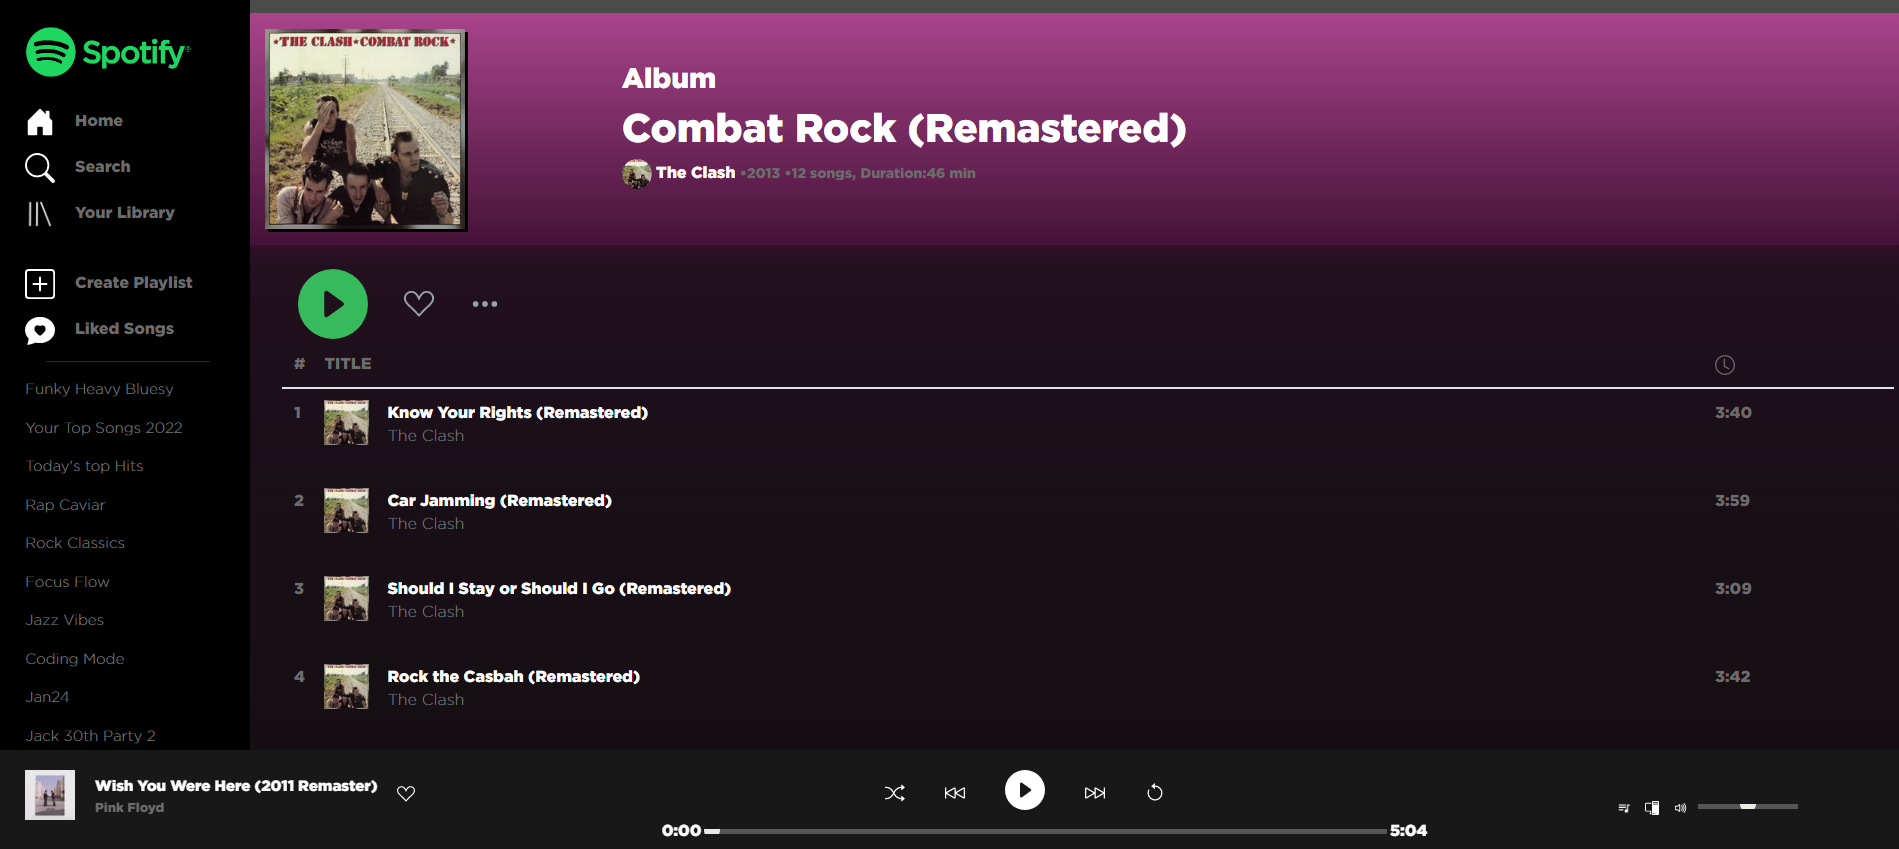 Spotify
Home
Search
Your Library
Create Playlist
Liked Songs
Funky Heavy Bluesy
Your Top Songs 2022
Today's top Hits
Rap Caviar
Rock Classics
Focus Flow
Jazz Vibes
Coding Mode
Jan24
Jack 30th Party 2
★THE CLASH★COMBAT ROCK★
Album
Combat Rock (Remastered)
The Clash •2013 •12 songs, Duration:46 min
# TITLE
1 Know Your Rights (Remastered) 3:40
The Clash
2 Car Jamming (Remastered) 3:59
The Clash
3 Should I Stay or Should I Go (Remastered) 3:09
The Clash
4 Rock the Casbah (Remastered) 3:42
The Clash
Wish You Were Here (2011 Remaster)
Pink Floyd
0:00 5:04